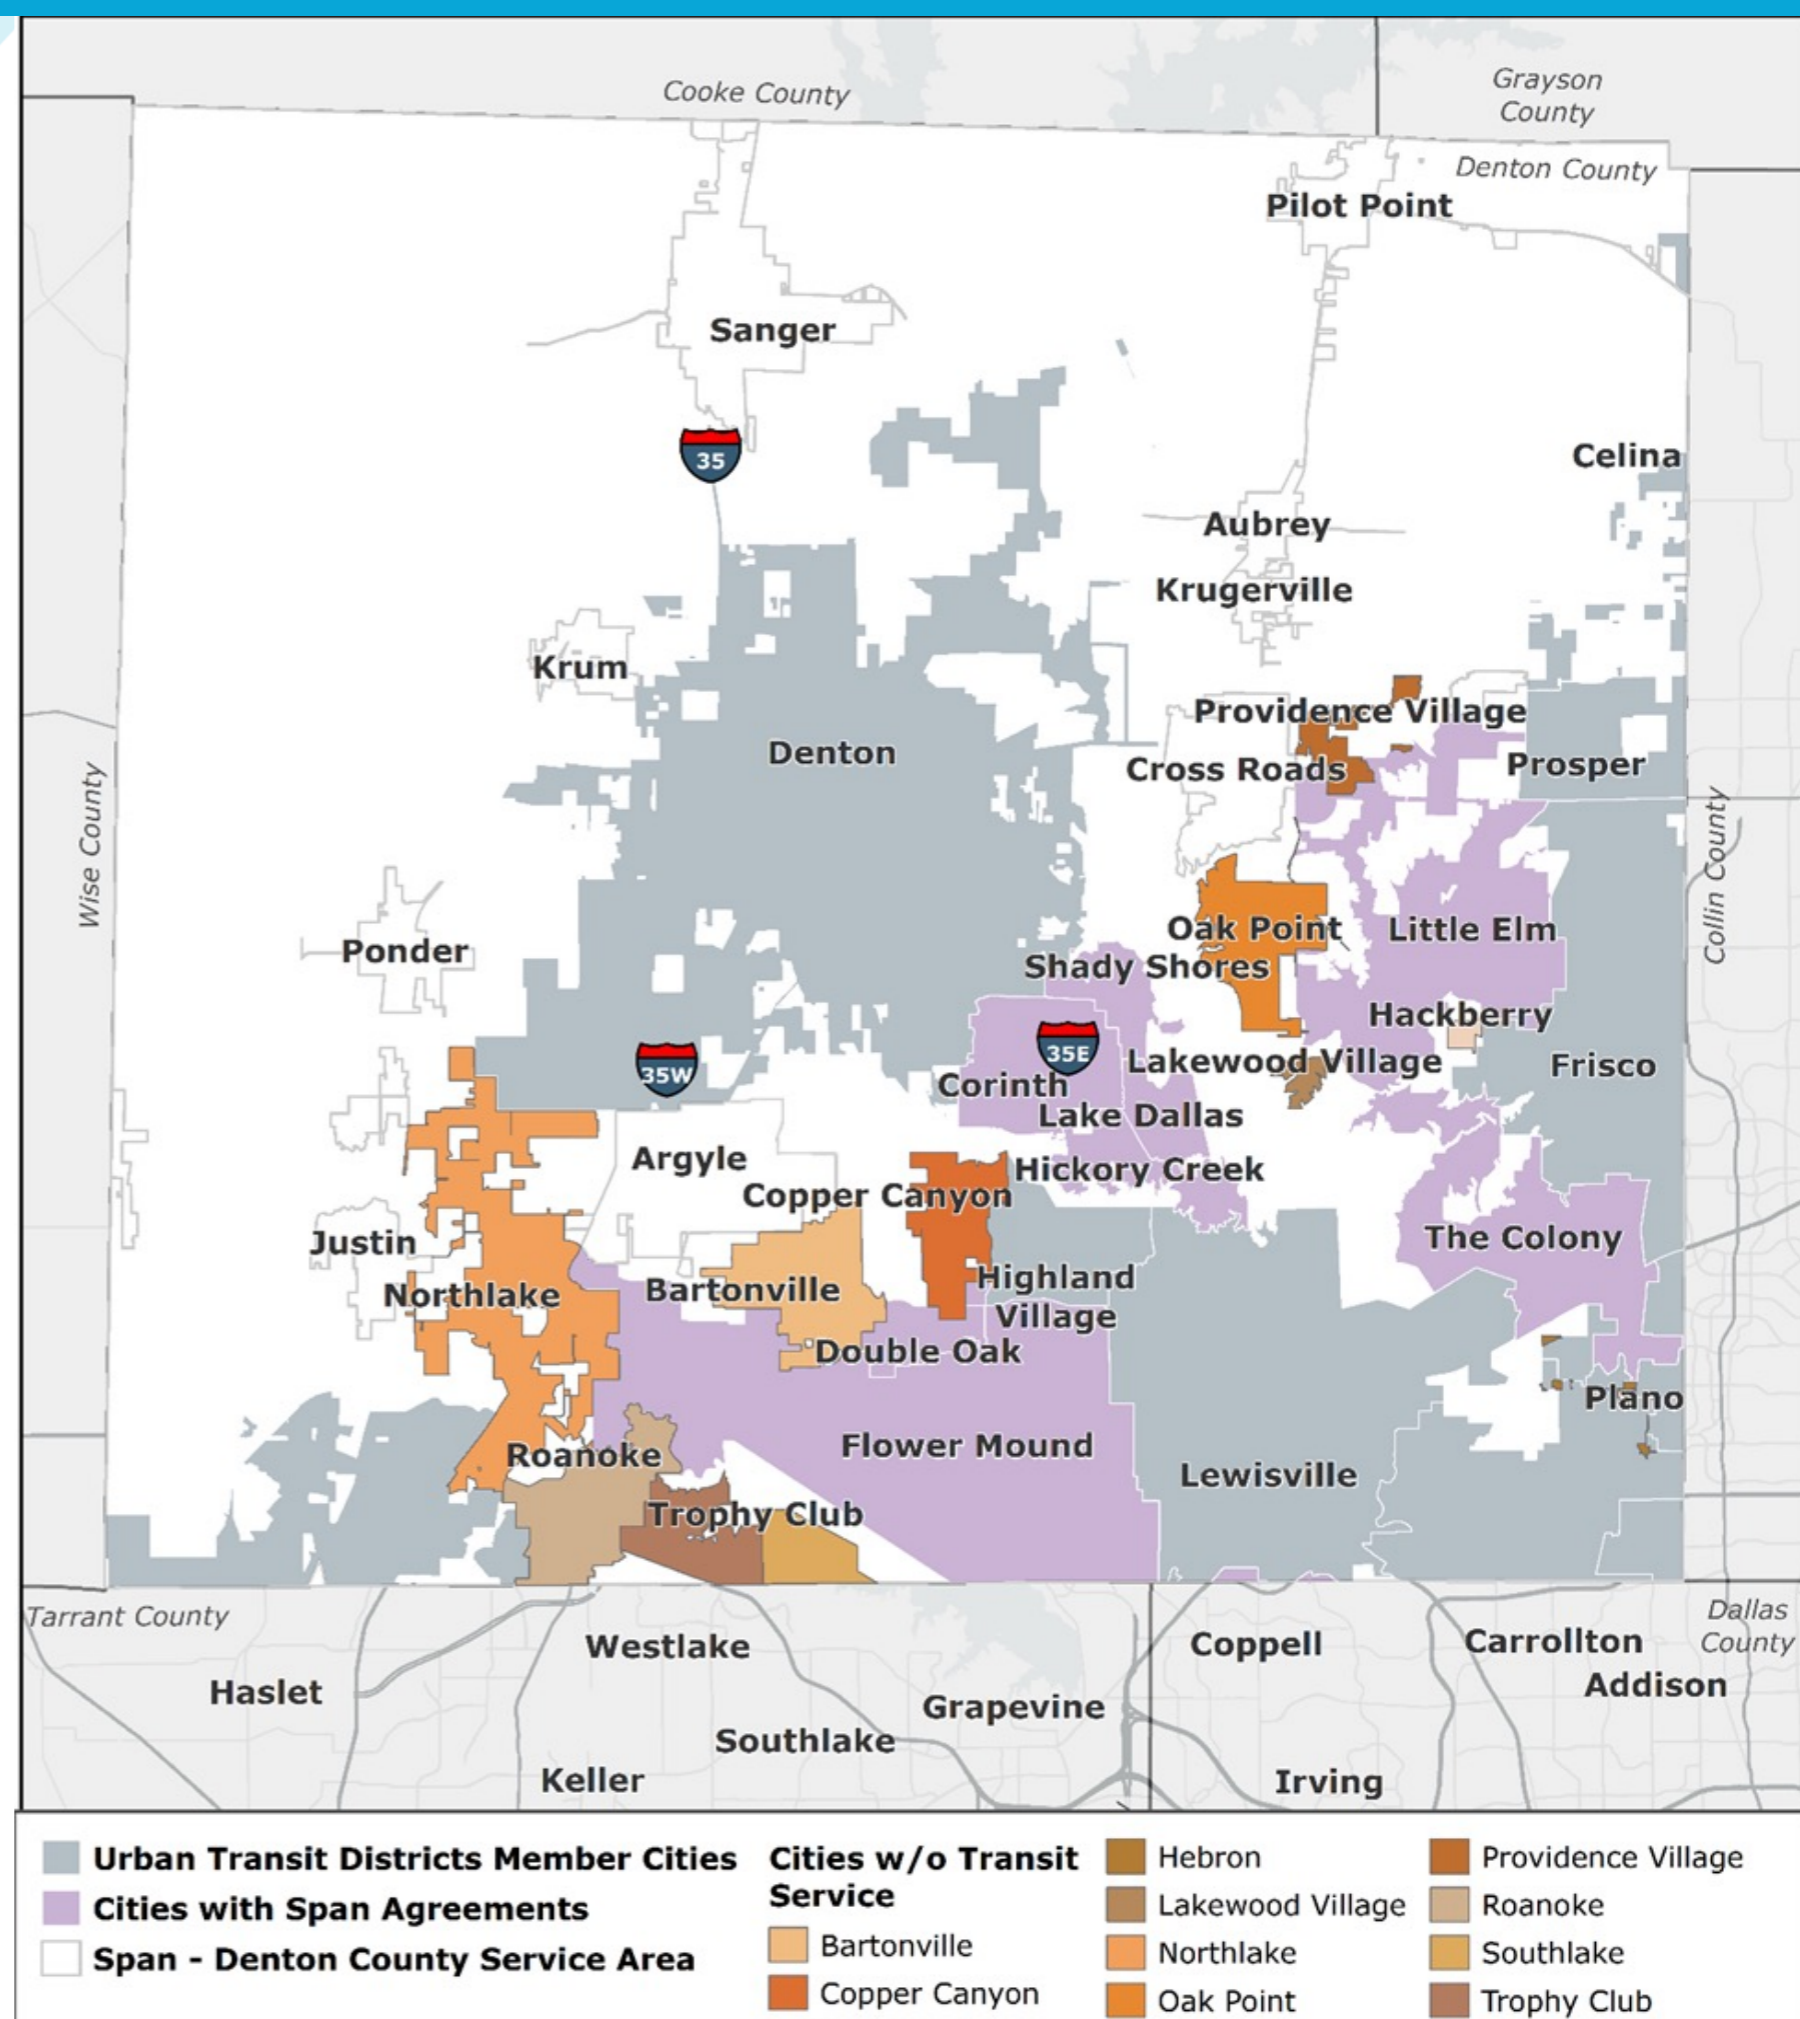 Cooke County
Grayson
County
Denton County
Pilot Point
Sanger
35
Celina
Aubrey
Krugerville
Krum
Providence Village
Denton
Cross Roads
Prosper
Wise County
Collin County
Oak Point
Little Elm
Ponder
Shady Shores
Hackberry
35E
Lakewood Village
Frisco
35W
Corinth
Lake Dallas
Argyle
Hickory Creek
Copper Canyon
Justin
The Colony
Highland
Village
Northlake
Bartonville
Double Oak
Plano
Roanoke
Flower Mound
Lewisville
Trophy Club
Tarrant County
Dallas
County
Westlake
Coppell
Carrollton
Haslet
Addison
Grapevine
Southlake
Keller
Irving
Urban Transit Districts Member Cities
Cities with Span Agreements
Span - Denton County Service Area
Cities w/o Transit
Service
Bartonville
Copper Canyon
Hebron
Lakewood Village
Northlake
Oak Point
Providence Village
Roanoke
Southlake
Trophy Club